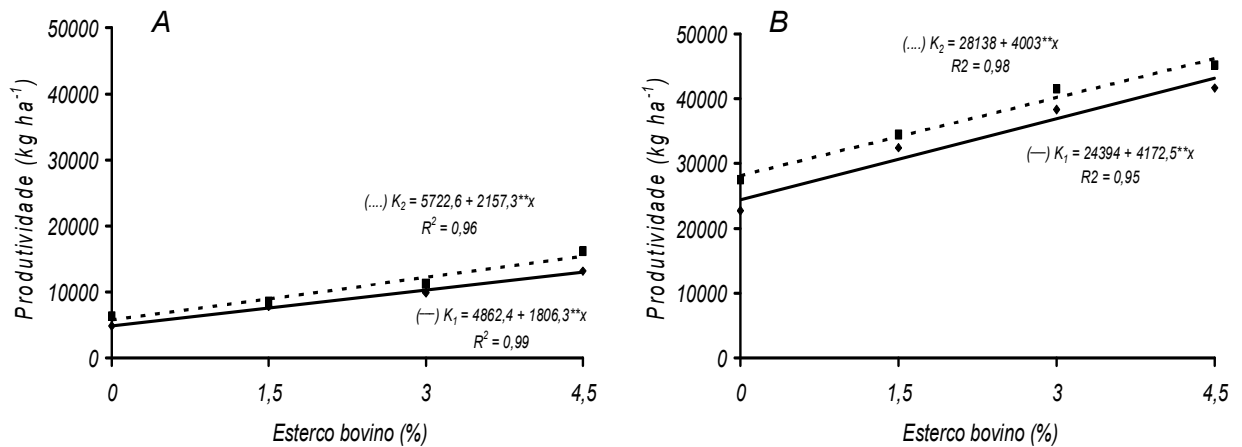 A
50000
40000
30000
20000
10000
0
Produtividade (kg ha⁻¹)
(....) K₂ = 5722,6 + 2157,3**x
R² = 0,96
(—) K₁ = 4862,4 + 1806,3**x
R² = 0,99
0 1,5 3 4,5
Esterco bovino (%)
B
50000
40000
30000
20000
10000
0
Produtividade (kg ha⁻¹)
(....) K₂ = 28138 + 4003**x
R2 = 0,98
(—) K₁ = 24394 + 4172,5**x
R2 = 0,95
0 1,5 3 4,5
Esterco bovino (%)